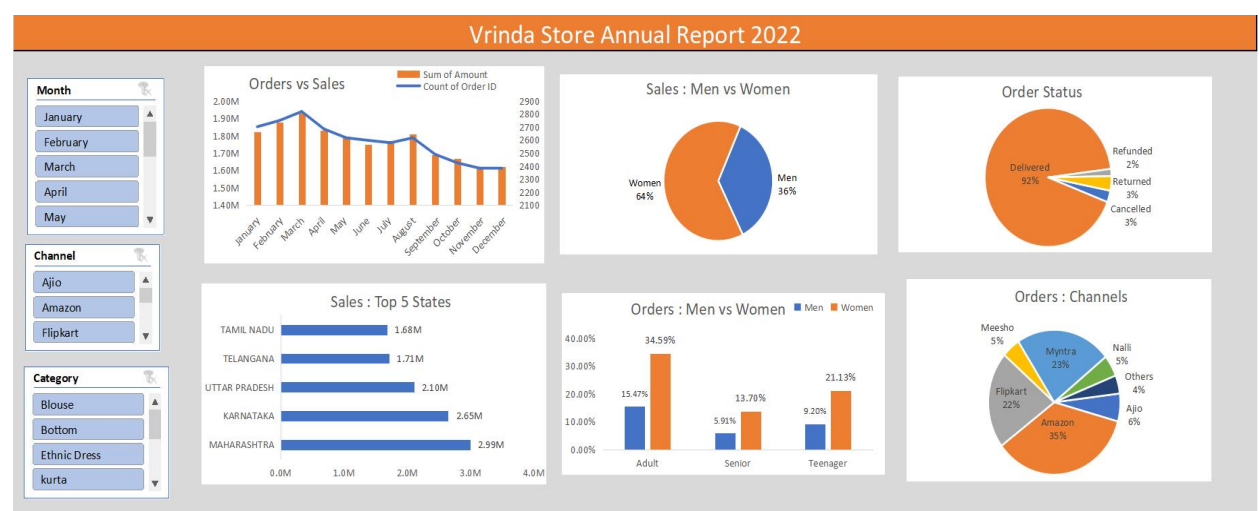 Vrinda Store Annual Report 2022
Month
January
February
March
April
May
Channel
Ajio
Amazon
Flipkart
Category
Blouse
Bottom
Ethnic Dress
kurta
Orders vs Sales
Sum of Amount
Count of Order ID
2.00M
1.90M
1.80M
1.70M
1.60M
1.50M
1.40M
2900
2800
2700
2600
2500
2400
2300
2200
2100
January
February
March
April
May
June
July
August
September
October
November
December
Sales : Men vs Women
Women
64%
Men
36%
Order Status
Delivered
92%
Refunded
2%
Returned
3%
Cancelled
3%
Sales : Top 5 States
TAMIL NADU 1.68M
TELANGANA 1.71M
UTTAR PRADESH 2.10M
KARNATAKA 2.65M
MAHARASHTRA 2.99M
0.0M 1.0M 2.0M 3.0M 4.0M
Orders : Men vs Women Men Women
40.00%
30.00%
20.00%
10.00%
0.00%
15.47% 34.59%
5.91% 13.70%
9.20% 21.13%
Adult Senior Teenager
Orders : Channels
Meesho
5%
Myntra
23%
Nalli
5%
Others
4%
Ajio
6%
Amazon
35%
Flipkart
22%